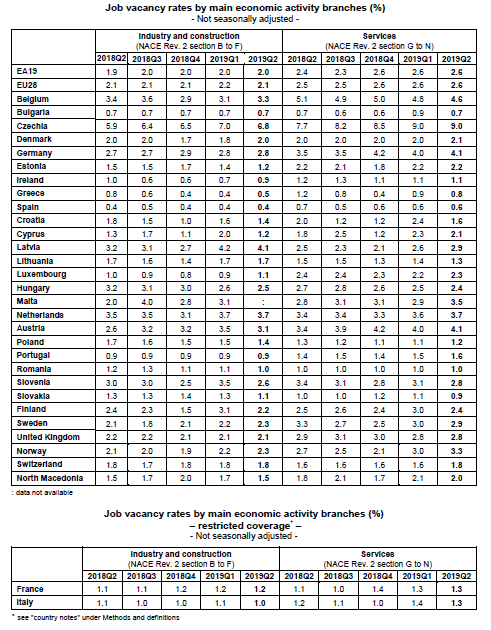 Job vacancy rates by main economic activity branches (%)
- Not seasonally adjusted -
Industry and construction Services
(NACE Rev. 2 section B to F) (NACE Rev. 2 section G to N)
2018Q2 2018Q3 2018Q4 2019Q1 2019Q2 2018Q2 2018Q3 2018Q4 2019Q1 2019Q2
EA19 1.9 2.0 2.0 2.0 2.0 2.4 2.3 2.6 2.6 2.6
EU28 2.1 2.1 2.1 2.2 2.1 2.5 2.5 2.6 2.6 2.6
Belgium 3.4 3.6 2.9 3.1 3.3 5.1 4.9 5.0 4.8 4.6
Bulgaria 0.7 0.7 0.7 0.7 0.7 0.7 0.6 0.6 0.9 0.7
Czechia 5.9 6.4 6.5 7.0 6.8 7.7 8.2 8.5 9.0 9.0
Denmark 2.0 2.0 1.7 1.8 2.0 2.0 2.0 2.0 2.0 2.1
Germany 2.7 2.7 2.9 2.8 2.8 3.5 3.5 4.2 4.0 4.1
Estonia 1.5 1.5 1.7 1.4 1.2 2.2 2.1 1.8 2.2 2.2
Ireland 1.0 0.6 0.6 0.7 0.9 1.2 1.3 1.1 1.1 1.1
Greece 0.8 0.6 0.4 0.4 0.5 1.2 0.8 0.4 0.9 0.8
Spain 0.4 0.5 0.4 0.4 0.4 0.7 0.5 0.6 0.6 0.6
Croatia 1.8 1.5 1.0 1.6 1.4 2.0 1.2 1.2 2.4 1.6
Cyprus 1.3 1.7 1.1 2.0 1.2 1.8 2.5 1.2 2.3 2.1
Latvia 3.2 3.1 2.7 4.2 4.1 2.5 2.3 2.1 2.6 2.9
Lithuania 1.7 1.6 1.4 1.7 1.7 1.5 1.5 1.3 1.4 1.3
Luxembourg 1.0 0.9 0.8 0.9 1.1 2.4 2.4 2.3 2.2 2.3
Hungary 3.2 3.1 3.0 2.6 2.5 2.7 2.8 2.6 2.5 2.4
Malta 2.0 4.0 2.8 3.1 : 2.8 3.1 3.1 2.9 3.5
Netherlands 3.5 3.5 3.1 3.7 3.7 3.4 3.4 3.3 3.6 3.7
Austria 2.6 3.2 3.2 3.5 3.1 3.4 3.9 4.2 4.0 4.1
Poland 1.7 1.6 1.5 1.5 1.4 1.3 1.2 1.1 1.1 1.2
Portugal 0.9 0.9 0.9 0.9 0.9 1.4 1.5 1.4 1.5 1.6
Romania 1.2 1.3 1.1 1.1 1.0 1.0 1.0 1.0 1.0 1.0
Slovenia 3.0 3.0 2.5 3.5 2.6 3.4 3.1 2.8 3.1 2.8
Slovakia 1.3 1.3 1.4 1.3 1.1 1.0 1.0 1.2 1.1 0.9
Finland 2.4 2.3 1.5 3.1 2.2 2.5 2.6 2.4 3.0 2.4
Sweden 2.1 1.8 2.1 2.2 2.3 3.3 2.7 2.5 3.0 2.9
United Kingdom 2.2 2.2 2.1 2.1 2.1 2.9 3.1 3.0 2.8 2.8
Norway 2.1 2.0 1.9 2.2 2.3 2.7 2.5 2.1 3.0 3.3
Switzerland 1.8 1.7 1.8 1.8 1.8 1.6 1.6 1.6 1.6 1.8
North Macedonia 1.5 1.7 2.0 1.7 1.5 1.8 2.1 1.7 2.1 2.0
: data not available
Job vacancy rates by main economic activity branches (%)
– restricted coverage* –
- Not seasonally adjusted -
Industry and construction Services
(NACE Rev. 2 section B to F) (NACE Rev. 2 section G to N)
2018Q2 2018Q3 2018Q4 2019Q1 2019Q2 2018Q2 2018Q3 2018Q4 2019Q1 2019Q2
France 1.1 1.1 1.2 1.2 1.2 1.1 1.0 1.4 1.3 1.3
Italy 1.1 1.0 1.0 1.1 1.0 1.2 1.1 1.0 1.4 1.3
* see "country notes" under Methods and definitions